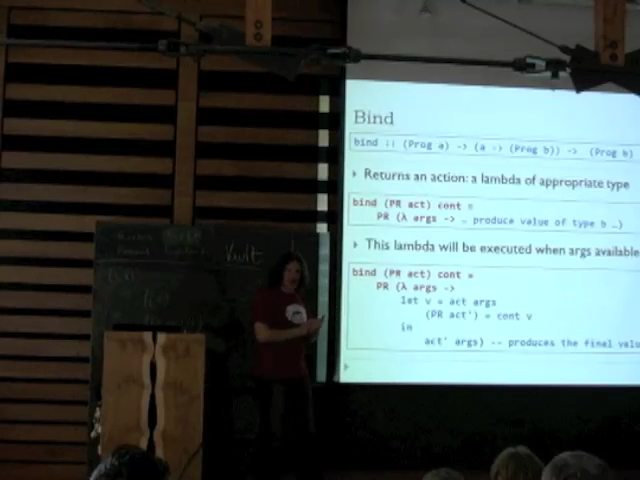 Bind
bind :: (Prog a) -> (a -> (Prog b)) -> (Prog b)
Returns an action: a lambda of appropriate type
bind (PR act) cont =
PR (λ args -> … produce value of type b …)
This lambda will be executed when args available
bind (PR act) cont =
PR (λ args ->
let v = act args
(PR act') = cont v
in
act' args) -- produces the final valu
Vult